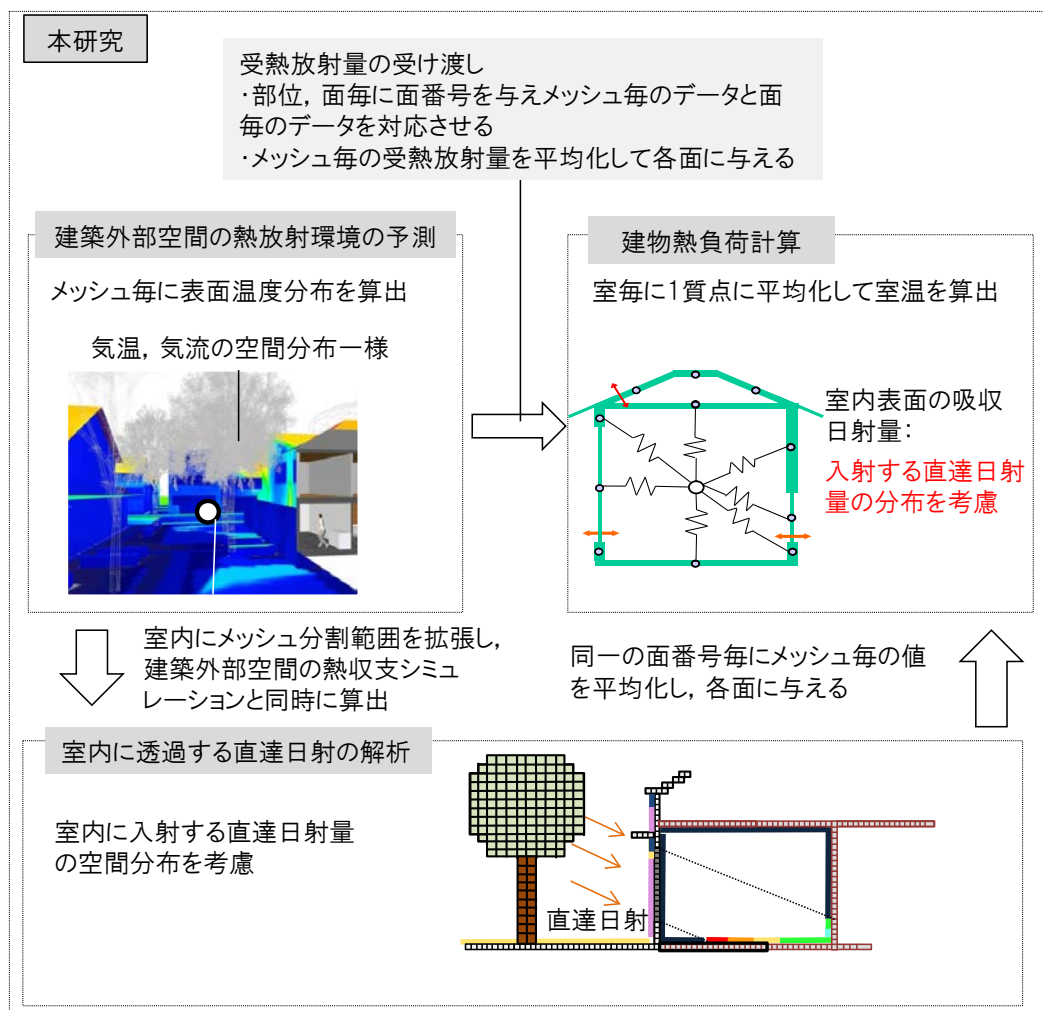 本研究
受熱放射量の受け渡し
・部位，面毎に面番号を与えメッシュ毎のデータと面
毎のデータを対応させる
・メッシュ毎の受熱放射量を平均化して各面に与える
建築外部空間の熱放射環境の予測
メッシュ毎に表面温度分布を算出
気温，気流の空間分布一様
建物熱負荷計算
室毎に1質点に平均化して室温を算出
室内表面の吸収
日射量：
入射する直達日射
量の分布を考慮
室内にメッシュ分割範囲を拡張し，
建築外部空間の熱収支シミュ
レーションと同時に算出
同一の面番号毎にメッシュ毎の値
を平均化し，各面に与える
室内に透過する直達日射の解析
室内に入射する直達日射量
の空間分布を考慮
直達日射